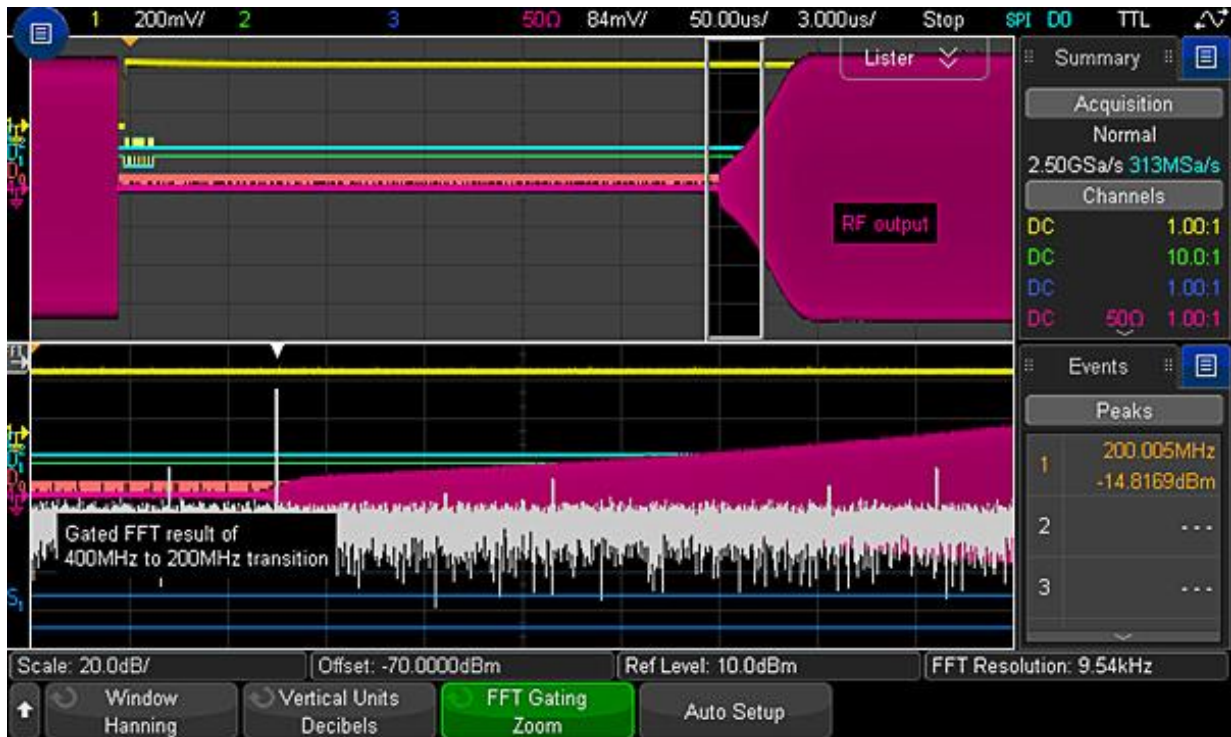 1 200mV/ 2 3 50Ω 84mV/ 50.00us/ 3.000us/ Stop SPI D0 TTL
Lister
RF output
Summary
Acquisition
Normal
2.50GSa/s 313MSa/s
Channels
DC 1.00:1
DC 10.0:1
DC 1.00:1
DC 50Ω 1.00:1
Gated FFT result of
400MHz to 200MHz transition
S1
Events
Peaks
1 200.005MHz
-14.8169dBm
2 ---
3 ---
Scale: 20.0dB/ Offset: -70.0000dBm Ref Level: 10.0dBm FFT Resolution: 9.54kHz
Window
Hanning
Vertical Units
Decibels
FFT Gating
Zoom
Auto Setup